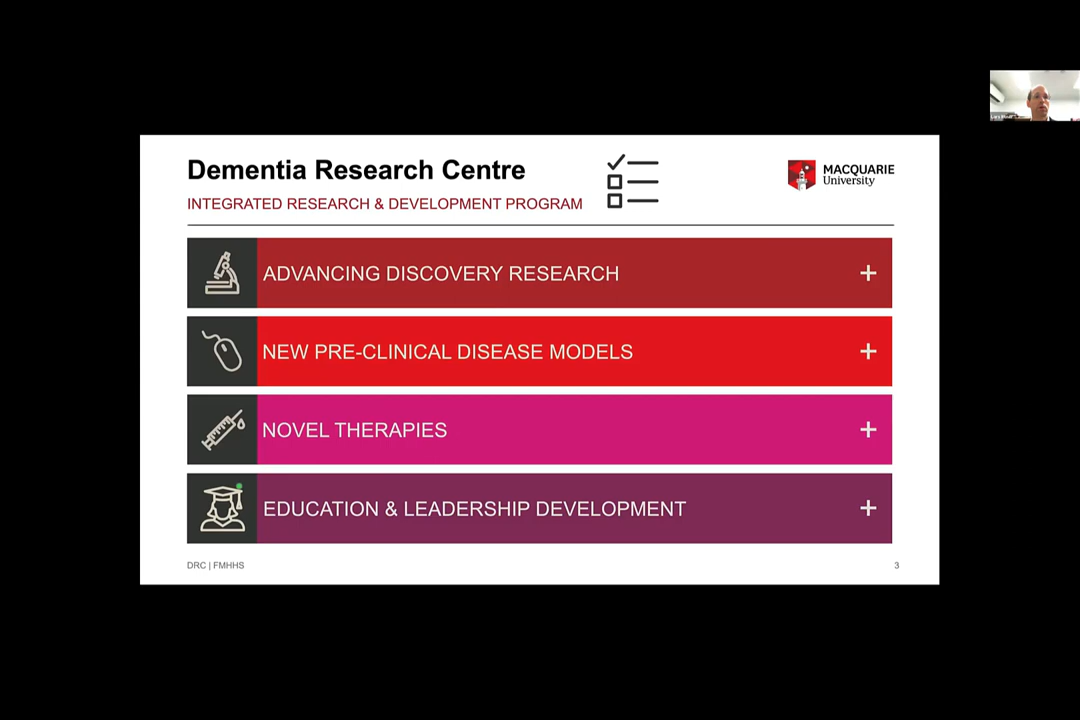 Dementia Research Centre
INTEGRATED RESEARCH & DEVELOPMENT PROGRAM
MACQUARIE
University
ADVANCING DISCOVERY RESEARCH
+
NEW PRE-CLINICAL DISEASE MODELS
+
NOVEL THERAPIES
+
EDUCATION & LEADERSHIP DEVELOPMENT
+
DRC | FMHHS
3